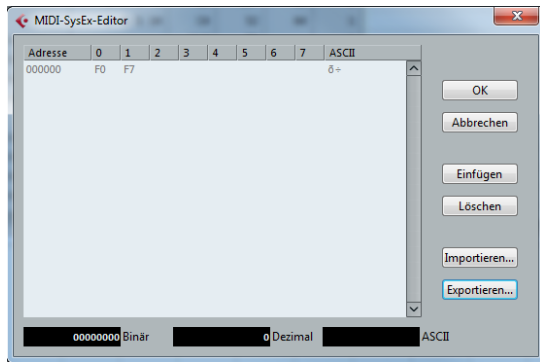 MIDI-SysEx-Editor
Adresse 0 1 2 3 4 5 6 7 ASCII
000000 F0 F7 ð÷
OK
Abbrechen
Einfügen
Löschen
Importieren...
Exportieren...
00000000 Binär 0 Dezimal ASCII